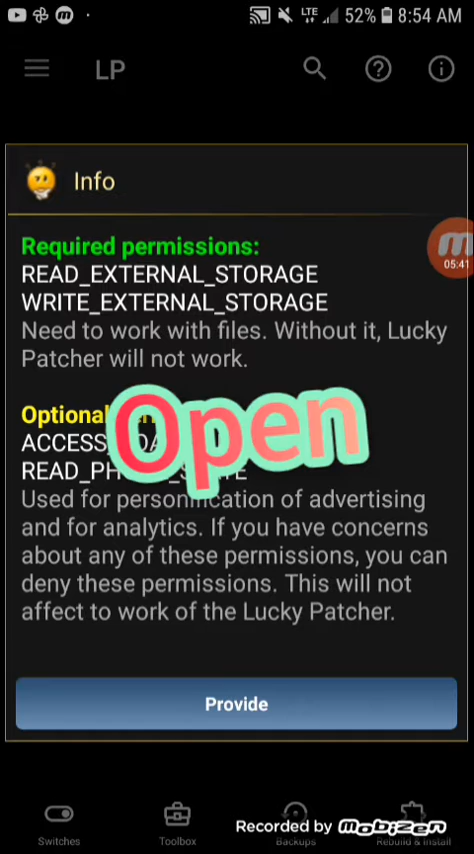 LTE 52% 8:54 AM
LP
Info
05:41
Required permissions:
READ_EXTERNAL_STORAGE
WRITE_EXTERNAL_STORAGE
Need to work with files. Without it, Lucky
Patcher will not work.
Optional
Open
ACCESS
Used for personification of advertising
and for analytics. If you have concerns
about any of these permissions, you can
deny these permissions. This will not
affect to work of the Lucky Patcher.
Provide
Recorded by Mobizen
Switches
Toolbox
Backups
Rebuild & Install